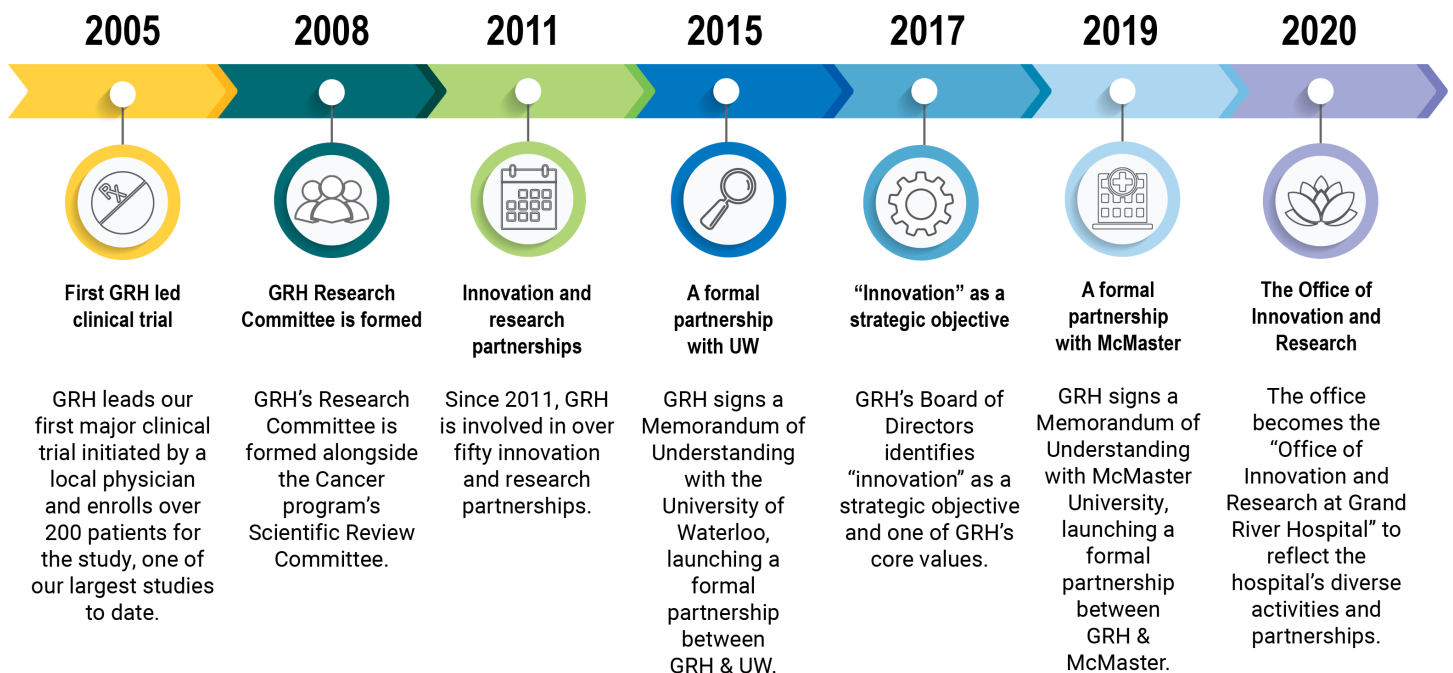 2005
First GRH led
clinical trial
GRH leads our
first major clinical
trial initiated by a
local physician
and enrolls over
200 patients for
the study, one of
our largest studies
to date.
2008
GRH Research
Committee is formed
GRH’s Research
Committee is
formed alongside
the Cancer
program’s
Scientific Review
Committee.
2011
Innovation and
research
partnerships
Since 2011, GRH
is involved in over
fifty innovation
and research
partnerships.
2015
A formal
partnership
with UW
GRH signs a
Memorandum of
Understanding
with the
University of
Waterloo,
launching a
formal
partnership
between
GRH & UW.
2017
“Innovation” as a
strategic objective
GRH’s Board of
Directors
identifies
“innovation” as a
strategic objective
and one of GRH’s
core values.
2019
A formal
partnership
with McMaster
GRH signs a
Memorandum of
Understanding
with McMaster
University,
launching a
formal
partnership
between
GRH &
McMaster.
2020
The Office of
Innovation and
Research
The office
becomes the
“Office of
Innovation and
Research at Grand
River Hospital” to
reflect the
hospital’s diverse
activities and
partnerships.